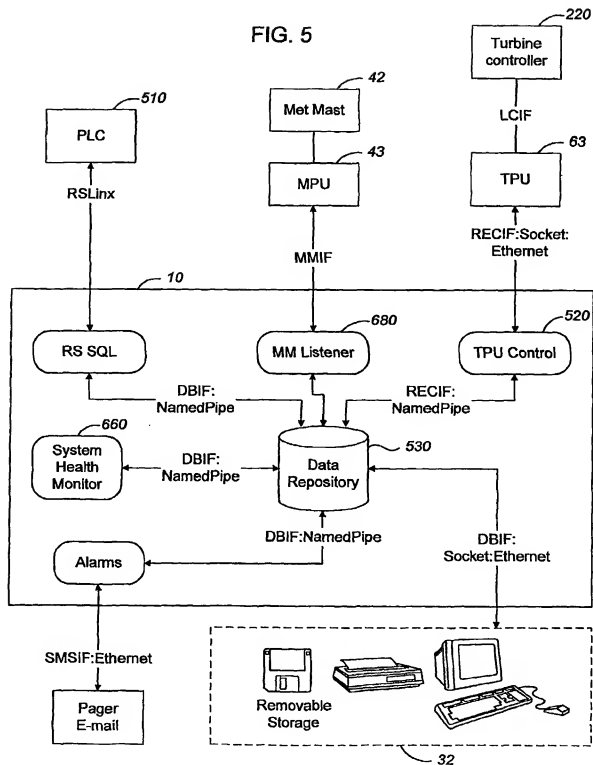 FIG. 5
220
Turbine
controller
42
Met Mast
510
PLC
LCIF
43
MPU
63
TPU
RSLinx
MMIF
RECIF:Socket:
Ethernet
10
RS SQL
680
MM Listener
520
TPU Control
DBIF:
NamedPipe
RECIF:
NamedPipe
660
System
Health
Monitor
DBIF:
NamedPipe
Data
Repository
530
DBIF:NamedPipe
DBIF:
Socket:Ethernet
Alarms
SMSIF:Ethernet
Pager
E-mail
Removable
Storage
32